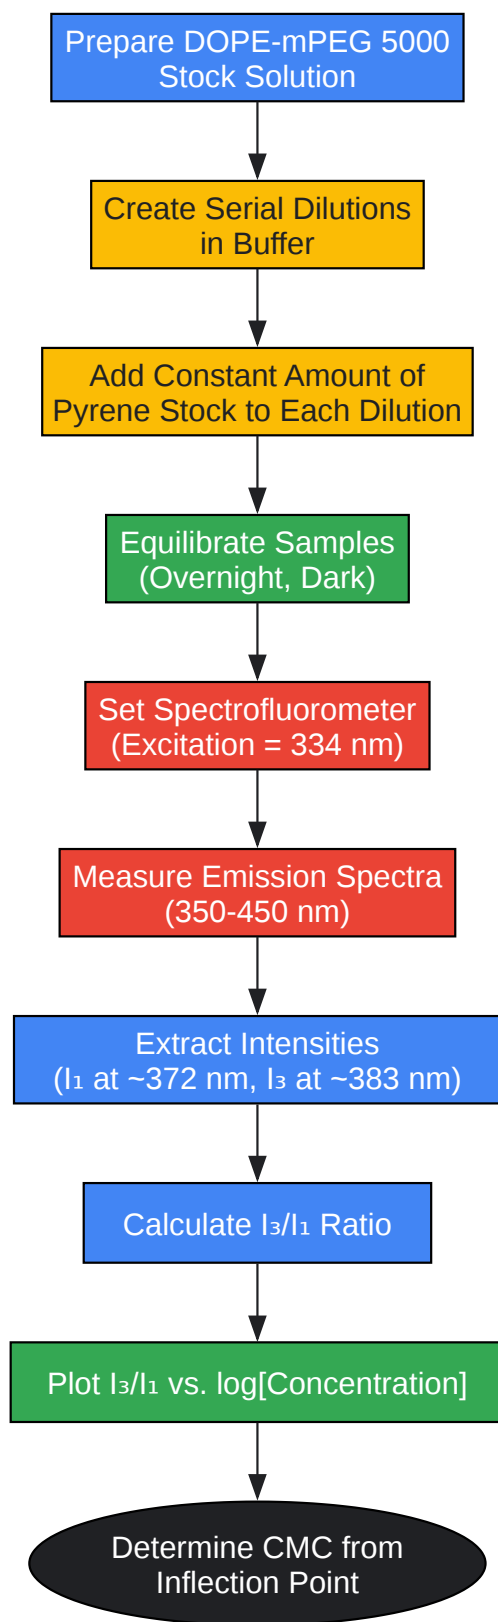 Prepare DOPE-mPEG 5000
Stock Solution
Create Serial Dilutions
in Buffer
Add Constant Amount of
Pyrene Stock to Each Dilution
Equilibrate Samples
(Overnight, Dark)
Set Spectrofluorometer
(Excitation = 334 nm)
Measure Emission Spectra
(350-450 nm)
Extract Intensities
(I₁ at ~372 nm, I₃ at ~383 nm)
Calculate I₃/I₁ Ratio
Plot I₃/I₁ vs. log[Concentration]
Determine CMC from
Inflection Point